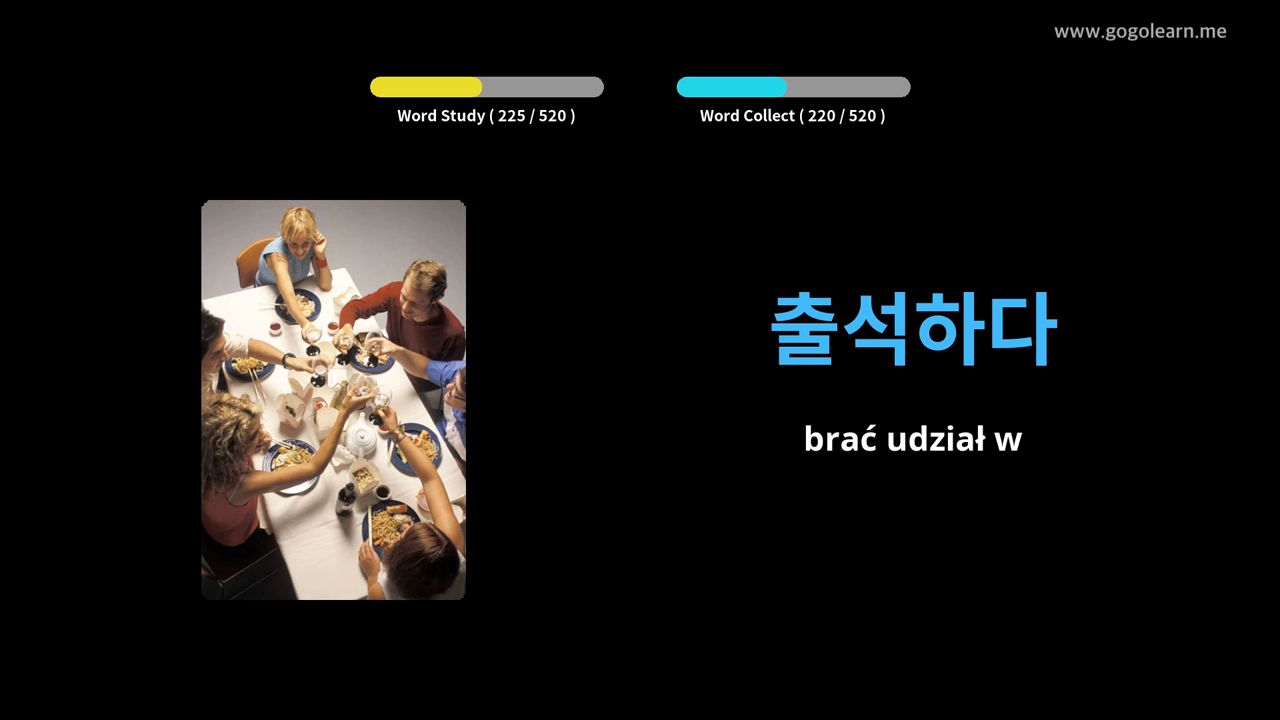 www.gogolearn.me
Word Study ( 225 / 520 )
Word Collect ( 220 / 520 )
출석하다
brać udział w